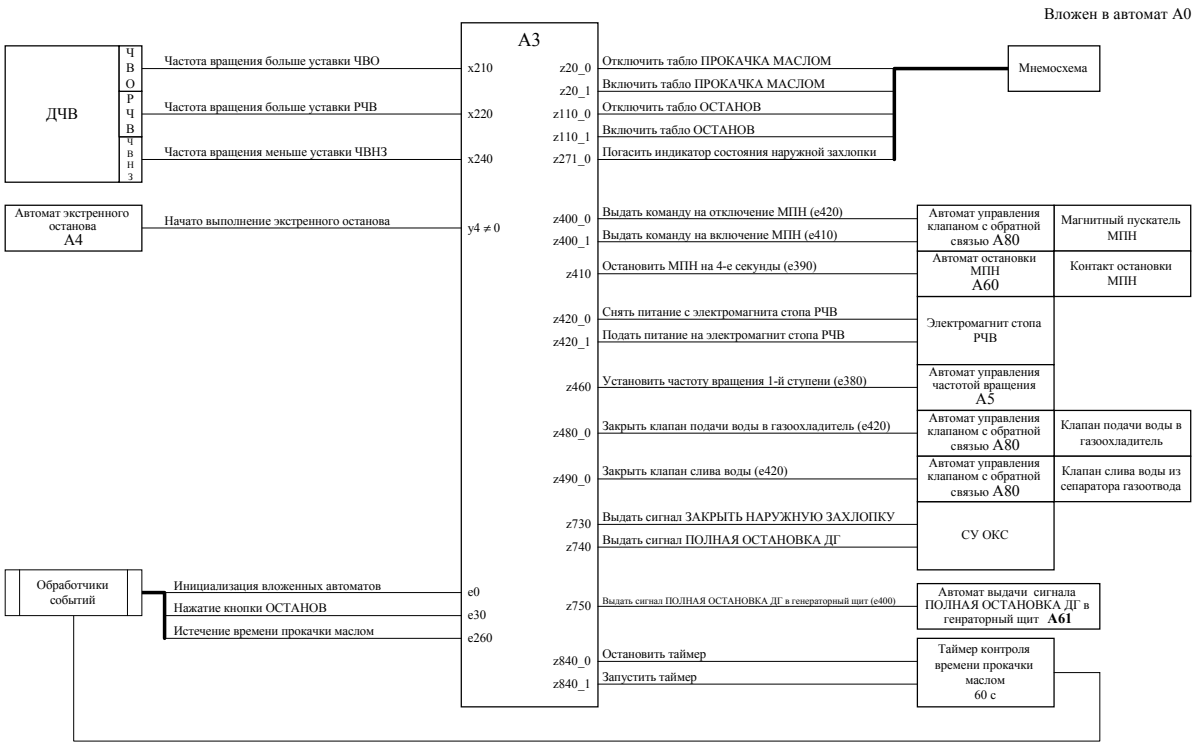 Вложен в автомат А0
А3
ДЧВ
Ч
В
О
Р
Ч
В
Ч
В
Н
З
Частота вращения больше уставки ЧВО
x210
Частота вращения больше уставки РЧВ
x220
Частота вращения меньше уставки ЧВНЗ
x240
Автомат экстренного
останова
А4
Начато выполнение экстренного останова
y4 ≠ 0
Обработчики
событий
Инициализация вложенных автоматов
e0
Нажатие кнопки ОСТАНОВ
e30
Истечение времени прокачки маслом
e260
z20_0
Отключить табло ПРОКАЧКА МАСЛОМ
z20_1
Включить табло ПРОКАЧКА МАСЛОМ
z110_0
Отключить табло ОСТАНОВ
z110_1
Включить табло ОСТАНОВ
z271_0
Погасить индикатор состояния наружной захлопки
Мнемосхема
z400_0
Выдать команду на отключение МПН (e420)
z400_1
Выдать команду на включение МПН (e410)
Автомат управления
клапаном с обратной
связью А80
Магнитный пускатель
МПН
z410
Остановить МПН на 4-е секунды (e390)
Автомат остановки
МПН
А60
Контакт остановки
МПН
z420_0
Снять питание с электромагнита стопа РЧВ
z420_1
Подать питание на электромагнит стопа РЧВ
Электромагнит стопа
РЧВ
z460
Установить частоту вращения 1-й ступени (e380)
Автомат управления
частотой вращения
А5
z480_0
Закрыть клапан подачи воды в газоохладитель (e420)
Автомат управления
клапаном с обратной
связью А80
Клапан подачи воды в
газоохладитель
z490_0
Закрыть клапан слива воды (e420)
Автомат управления
клапаном с обратной
связью А80
Клапан слива воды из
сепаратора газоотвода
z730
Выдать сигнал ЗАКРЫТЬ НАРУЖНУЮ ЗАХЛОПКУ
z740
Выдать сигнал ПОЛНАЯ ОСТАНОВКА ДГ
СУ ОКС
z750
Выдать сигнал ПОЛНАЯ ОСТАНОВКА ДГ в генераторный щит (e400)
Автомат выдачи сигнала
ПОЛНАЯ ОСТАНОВКА ДГ в
генраторный щит А61
z840_0
Остановить таймер
z840_1
Запустить таймер
Таймер контроля
времени прокачки
маслом
60 с